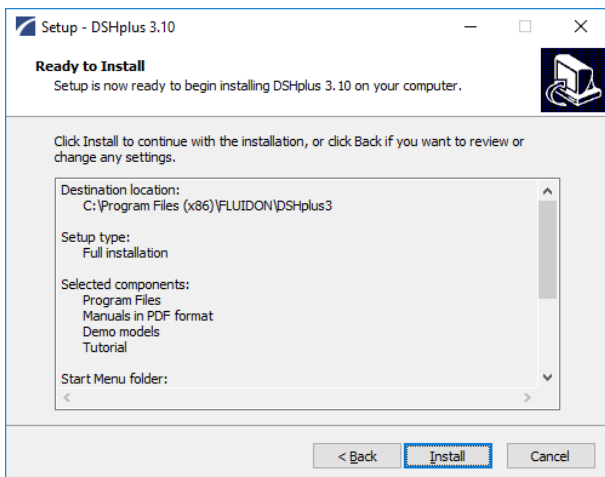 Setup - DSHplus 3.10
Ready to Install
Setup is now ready to begin installing DSHplus 3.10 on your computer.
Click Install to continue with the installation, or click Back if you want to review or
change any settings.
Destination location:
C:\Program Files (x86)\FLUIDON\DSHplus3
Setup type:
Full installation
Selected components:
Program Files
Manuals in PDF format
Demo models
Tutorial
Start Menu folder:
< Back
Install
Cancel